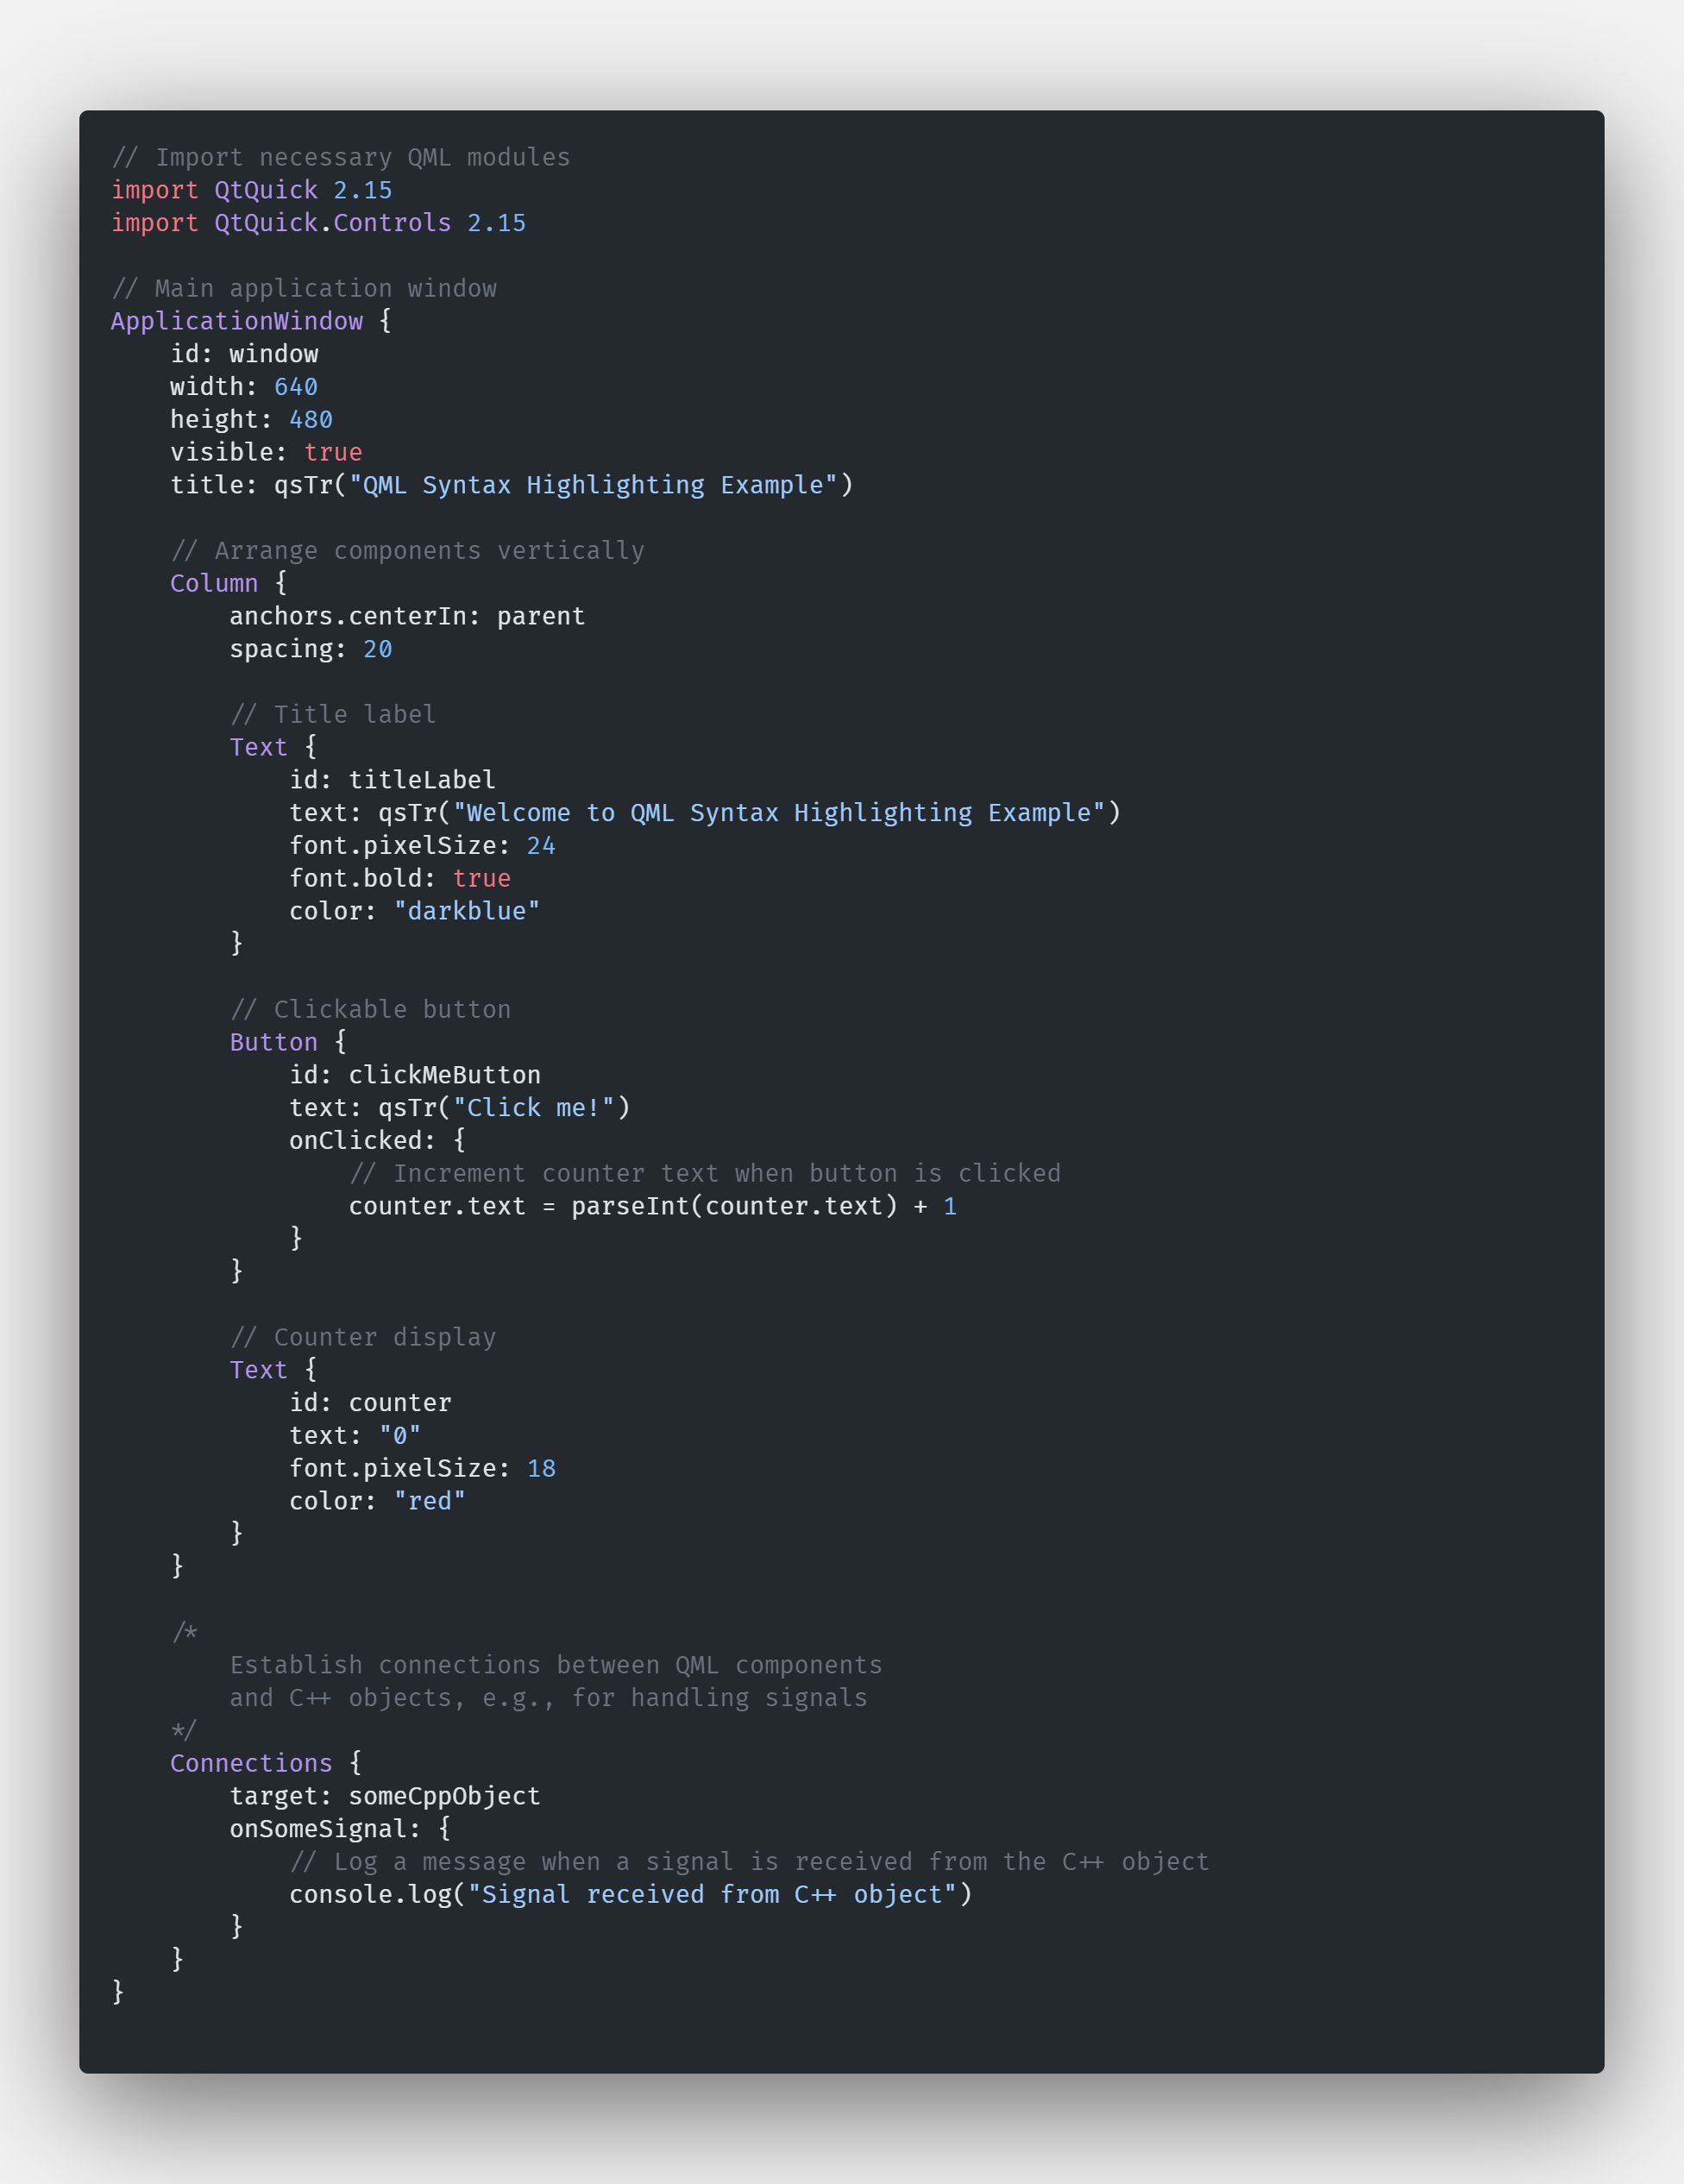 // Import necessary QML modules
import QtQuick 2.15
import QtQuick.Controls 2.15

// Main application window
ApplicationWindow {
    id: window
    width: 640
    height: 480
    visible: true
    title: qsTr("QML Syntax Highlighting Example")

    // Arrange components vertically
    Column {
        anchors.centerIn: parent
        spacing: 20

        // Title label
        Text {
            id: titleLabel
            text: qsTr("Welcome to QML Syntax Highlighting Example")
            font.pixelSize: 24
            font.bold: true
            color: "darkblue"
        }

        // Clickable button
        Button {
            id: clickMeButton
            text: qsTr("Click me!")
            onClicked: {
                // Increment counter text when button is clicked
                counter.text = parseInt(counter.text) + 1
            }
        }

        // Counter display
        Text {
            id: counter
            text: "0"
            font.pixelSize: 18
            color: "red"
        }
    }

    /*
        Establish connections between QML components
        and C++ objects, e.g., for handling signals
    */
    Connections {
        target: someCppObject
        onSomeSignal: {
            // Log a message when a signal is received from the C++ object
            console.log("Signal received from C++ object")
        }
    }
}